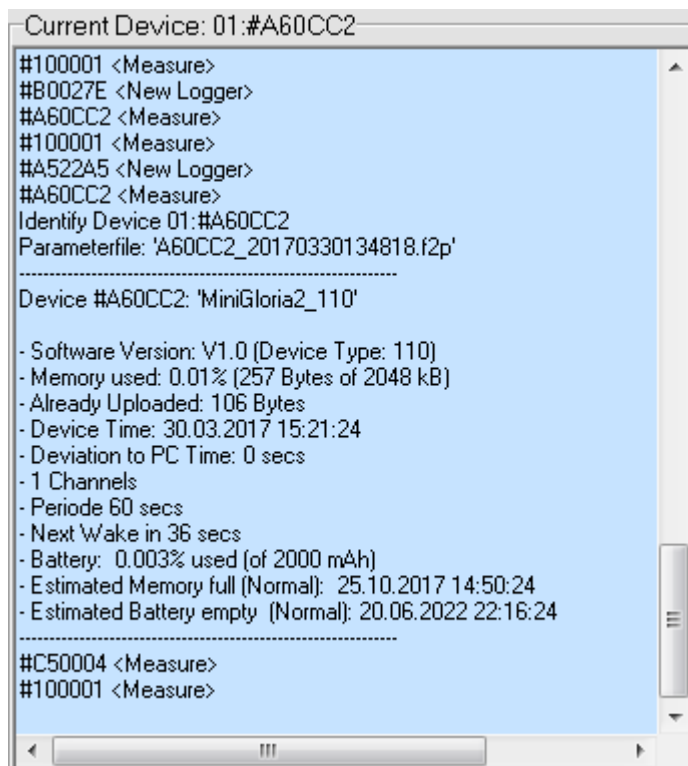 Current Device: 01:#A60CC2
#100001 <Measure>
#B0027E <New Logger>
#A60CC2 <Measure>
#100001 <Measure>
#A522A5 <New Logger>
#A60CC2 <Measure>
Identify Device 01:#A60CC2
Parameterfile: 'A60CC2_20170330134818.f2p'
---------------------------------------------------------------
Device #A60CC2: 'MiniGloria2_110'
- Software Version: V1.0 (Device Type: 110)
- Memory used: 0.01% (257 Bytes of 2048 kB)
- Already Uploaded: 106 Bytes
- Device Time: 30.03.2017 15:21:24
- Deviation to PC Time: 0 secs
- 1 Channels
- Periode 60 secs
- Next Wake in 36 secs
- Battery:  0.003% used (of 2000 mAh)
- Estimated Memory full (Normal):  25.10.2017 14:50:24
- Estimated Battery empty  (Normal): 20.06.2022 22:16:24
---------------------------------------------------------------
#C50004 <Measure>
#100001 <Measure>